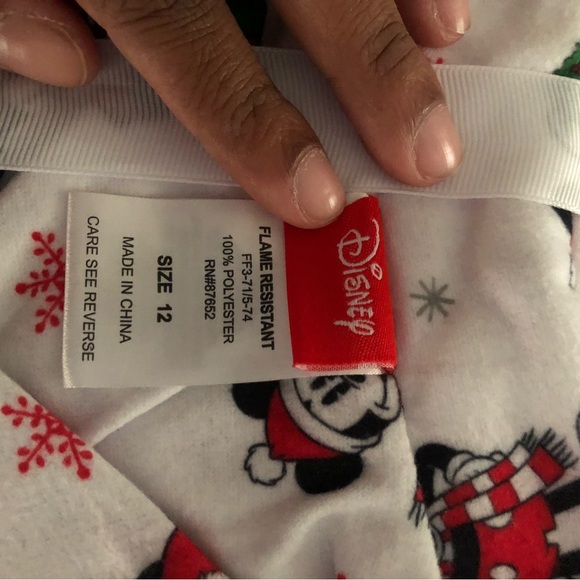 Disney
FLAME RESISTANT
FF3-71/5-74
100% POLYESTER
RN#87652
SIZE 12
MADE IN CHINA
CARE SEE REVERSE